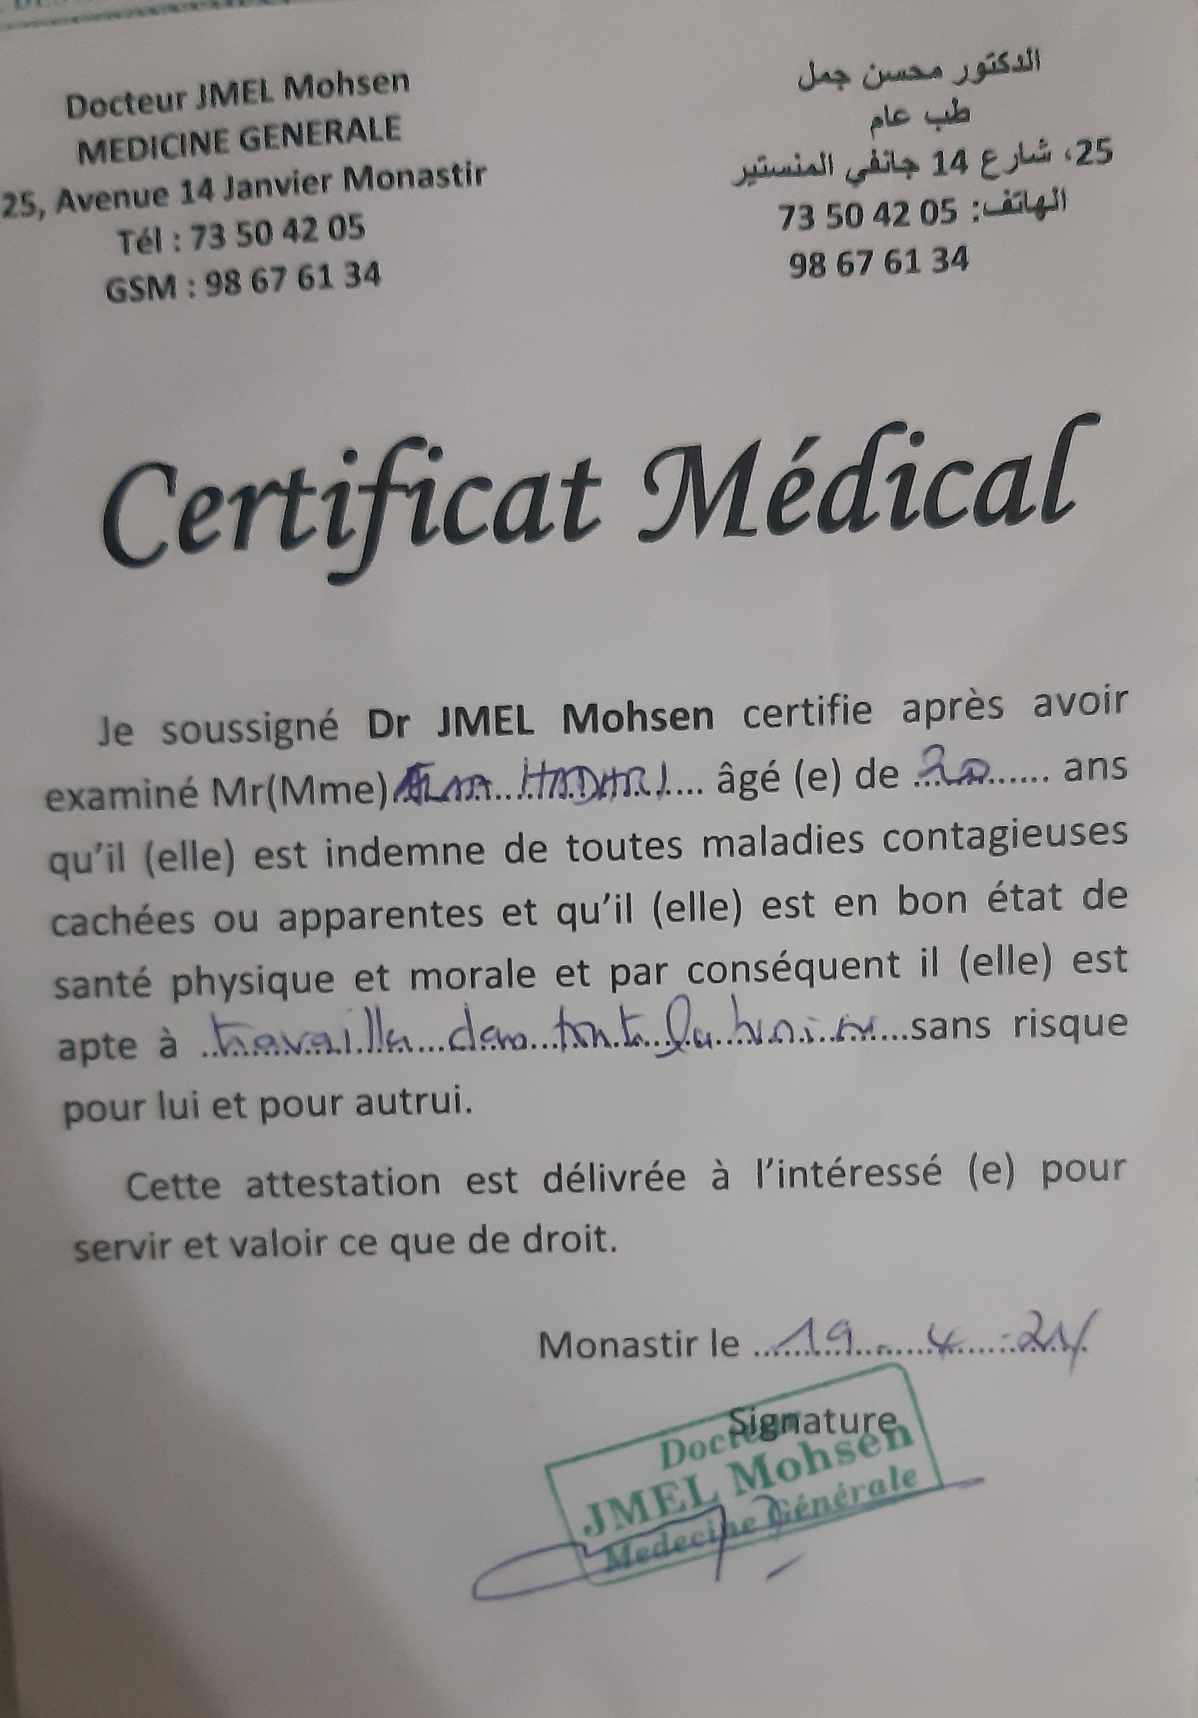 Docteur JMEL Mohsen
MEDICINE GENERALE
25, Avenue 14 Janvier Monastir
Tél : 73 50 42 05
GSM : 98 67 61 34
الدكتور محسن جمل
طب عام
25، شارع 14 جانفي المنستير
الهاتف: 73 50 42 05
98 67 61 34
Certificat Médical
Je soussigné Dr JMEL Mohsen certifie après avoir
examiné Mr(Mme) ............ âgé (e) de ............ ans
qu'il (elle) est indemne de toutes maladies contagieuses
cachées ou apparentes et qu'il (elle) est en bon état de
santé physique et morale et par conséquent il (elle) est
apte à ... dans ... sans risque
pour lui et pour autrui.
Cette attestation est délivrée à l'intéressé (e) pour
servir et valoir ce que de droit.
Monastir le ...19...4...
Signature
Docteur
JMEL Mohsen
Medecine Générale